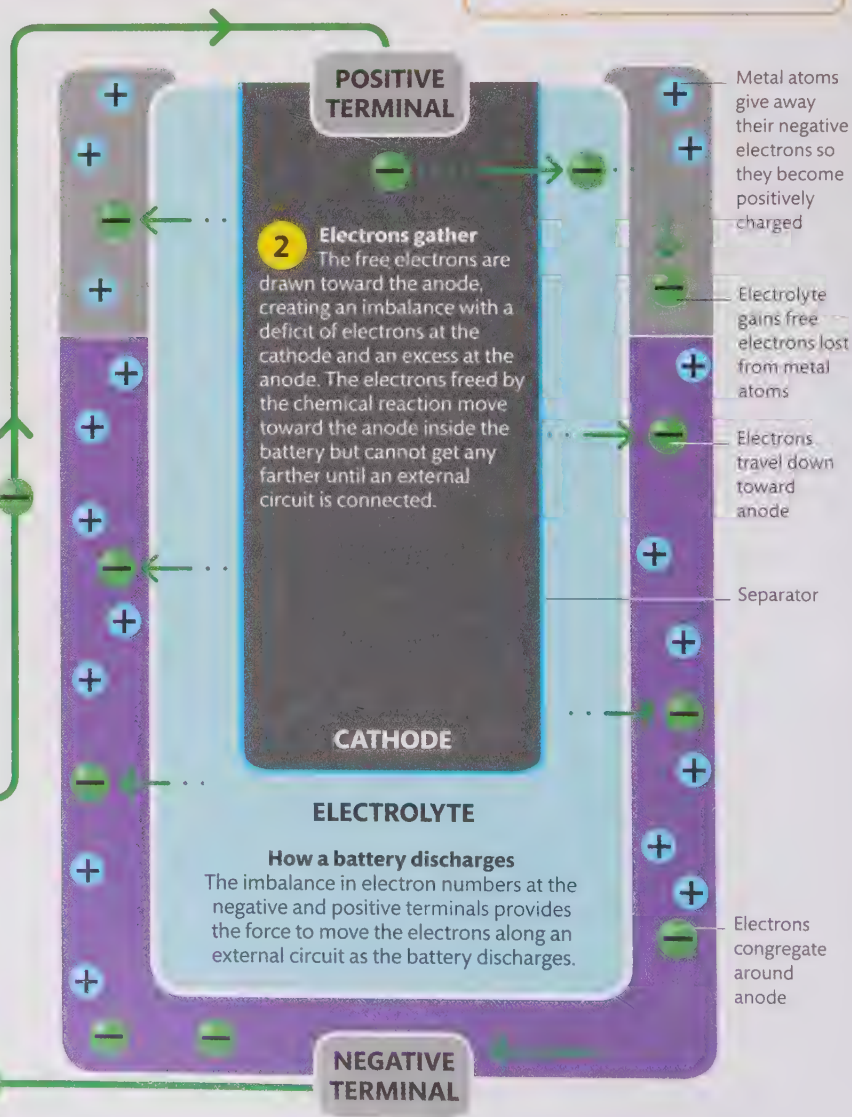 POSITIVE
TERMINAL
2
Electrons gather
The free electrons are
drawn toward the anode,
creating an imbalance with a
deficit of electrons at the
cathode and an excess at the
anode. The electrons freed by
the chemical reaction move
toward the anode inside the
battery but cannot get any
farther until an external
circuit is connected.
CATHODE
ELECTROLYTE
How a battery discharges
The imbalance in electron numbers at the
negative and positive terminals provides
the force to move the electrons along an
external circuit as the battery discharges.
NEGATIVE
TERMINAL
Metal atoms
give away
their negative
electrons so
they become
positively
charged
Electrolyte
gains free
electrons lost
from metal
atoms
Electrons
travel down
toward
anode
Separator
Electrons
congregate
around
anode